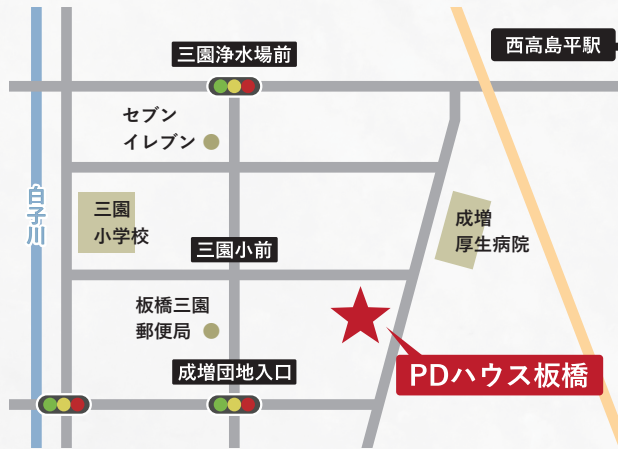 西高島平駅
三園浄水場前
セブン
イレブン
白子川
三園
小学校
成増
厚生病院
三園小前
板橋三園
郵便局
成増団地入口
PDハウス板橋